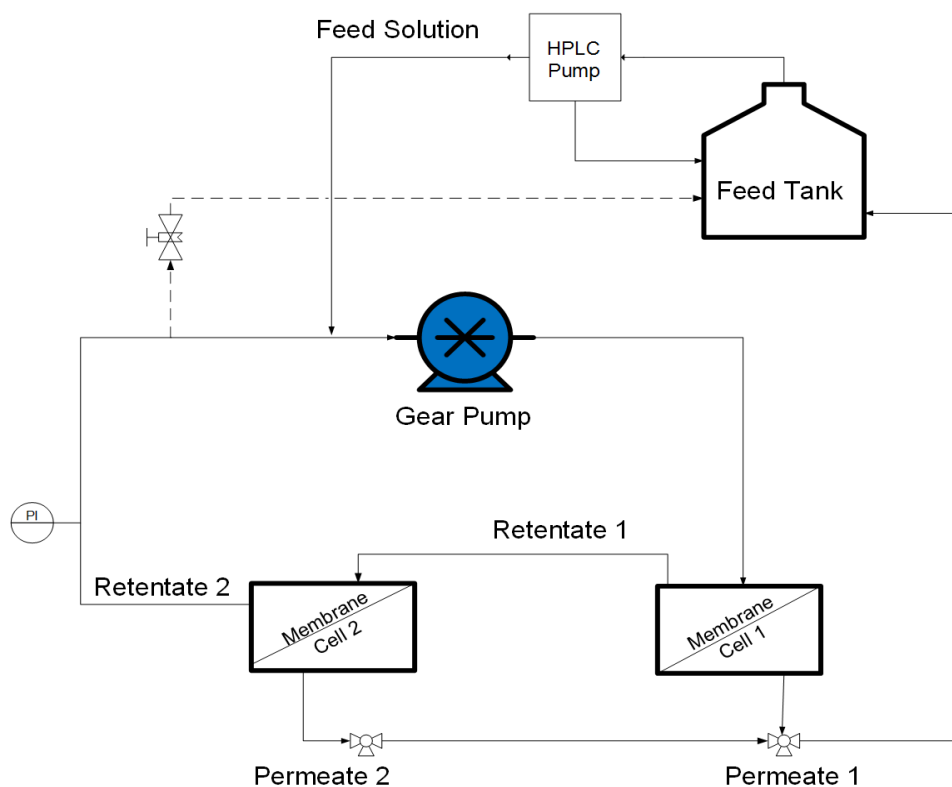 Feed Solution
HPLC
Pump
Feed Tank
Gear Pump
PI
Retentate 1
Retentate 2
Membrane
Cell 2
Membrane
Cell 1
Permeate 2
Permeate 1